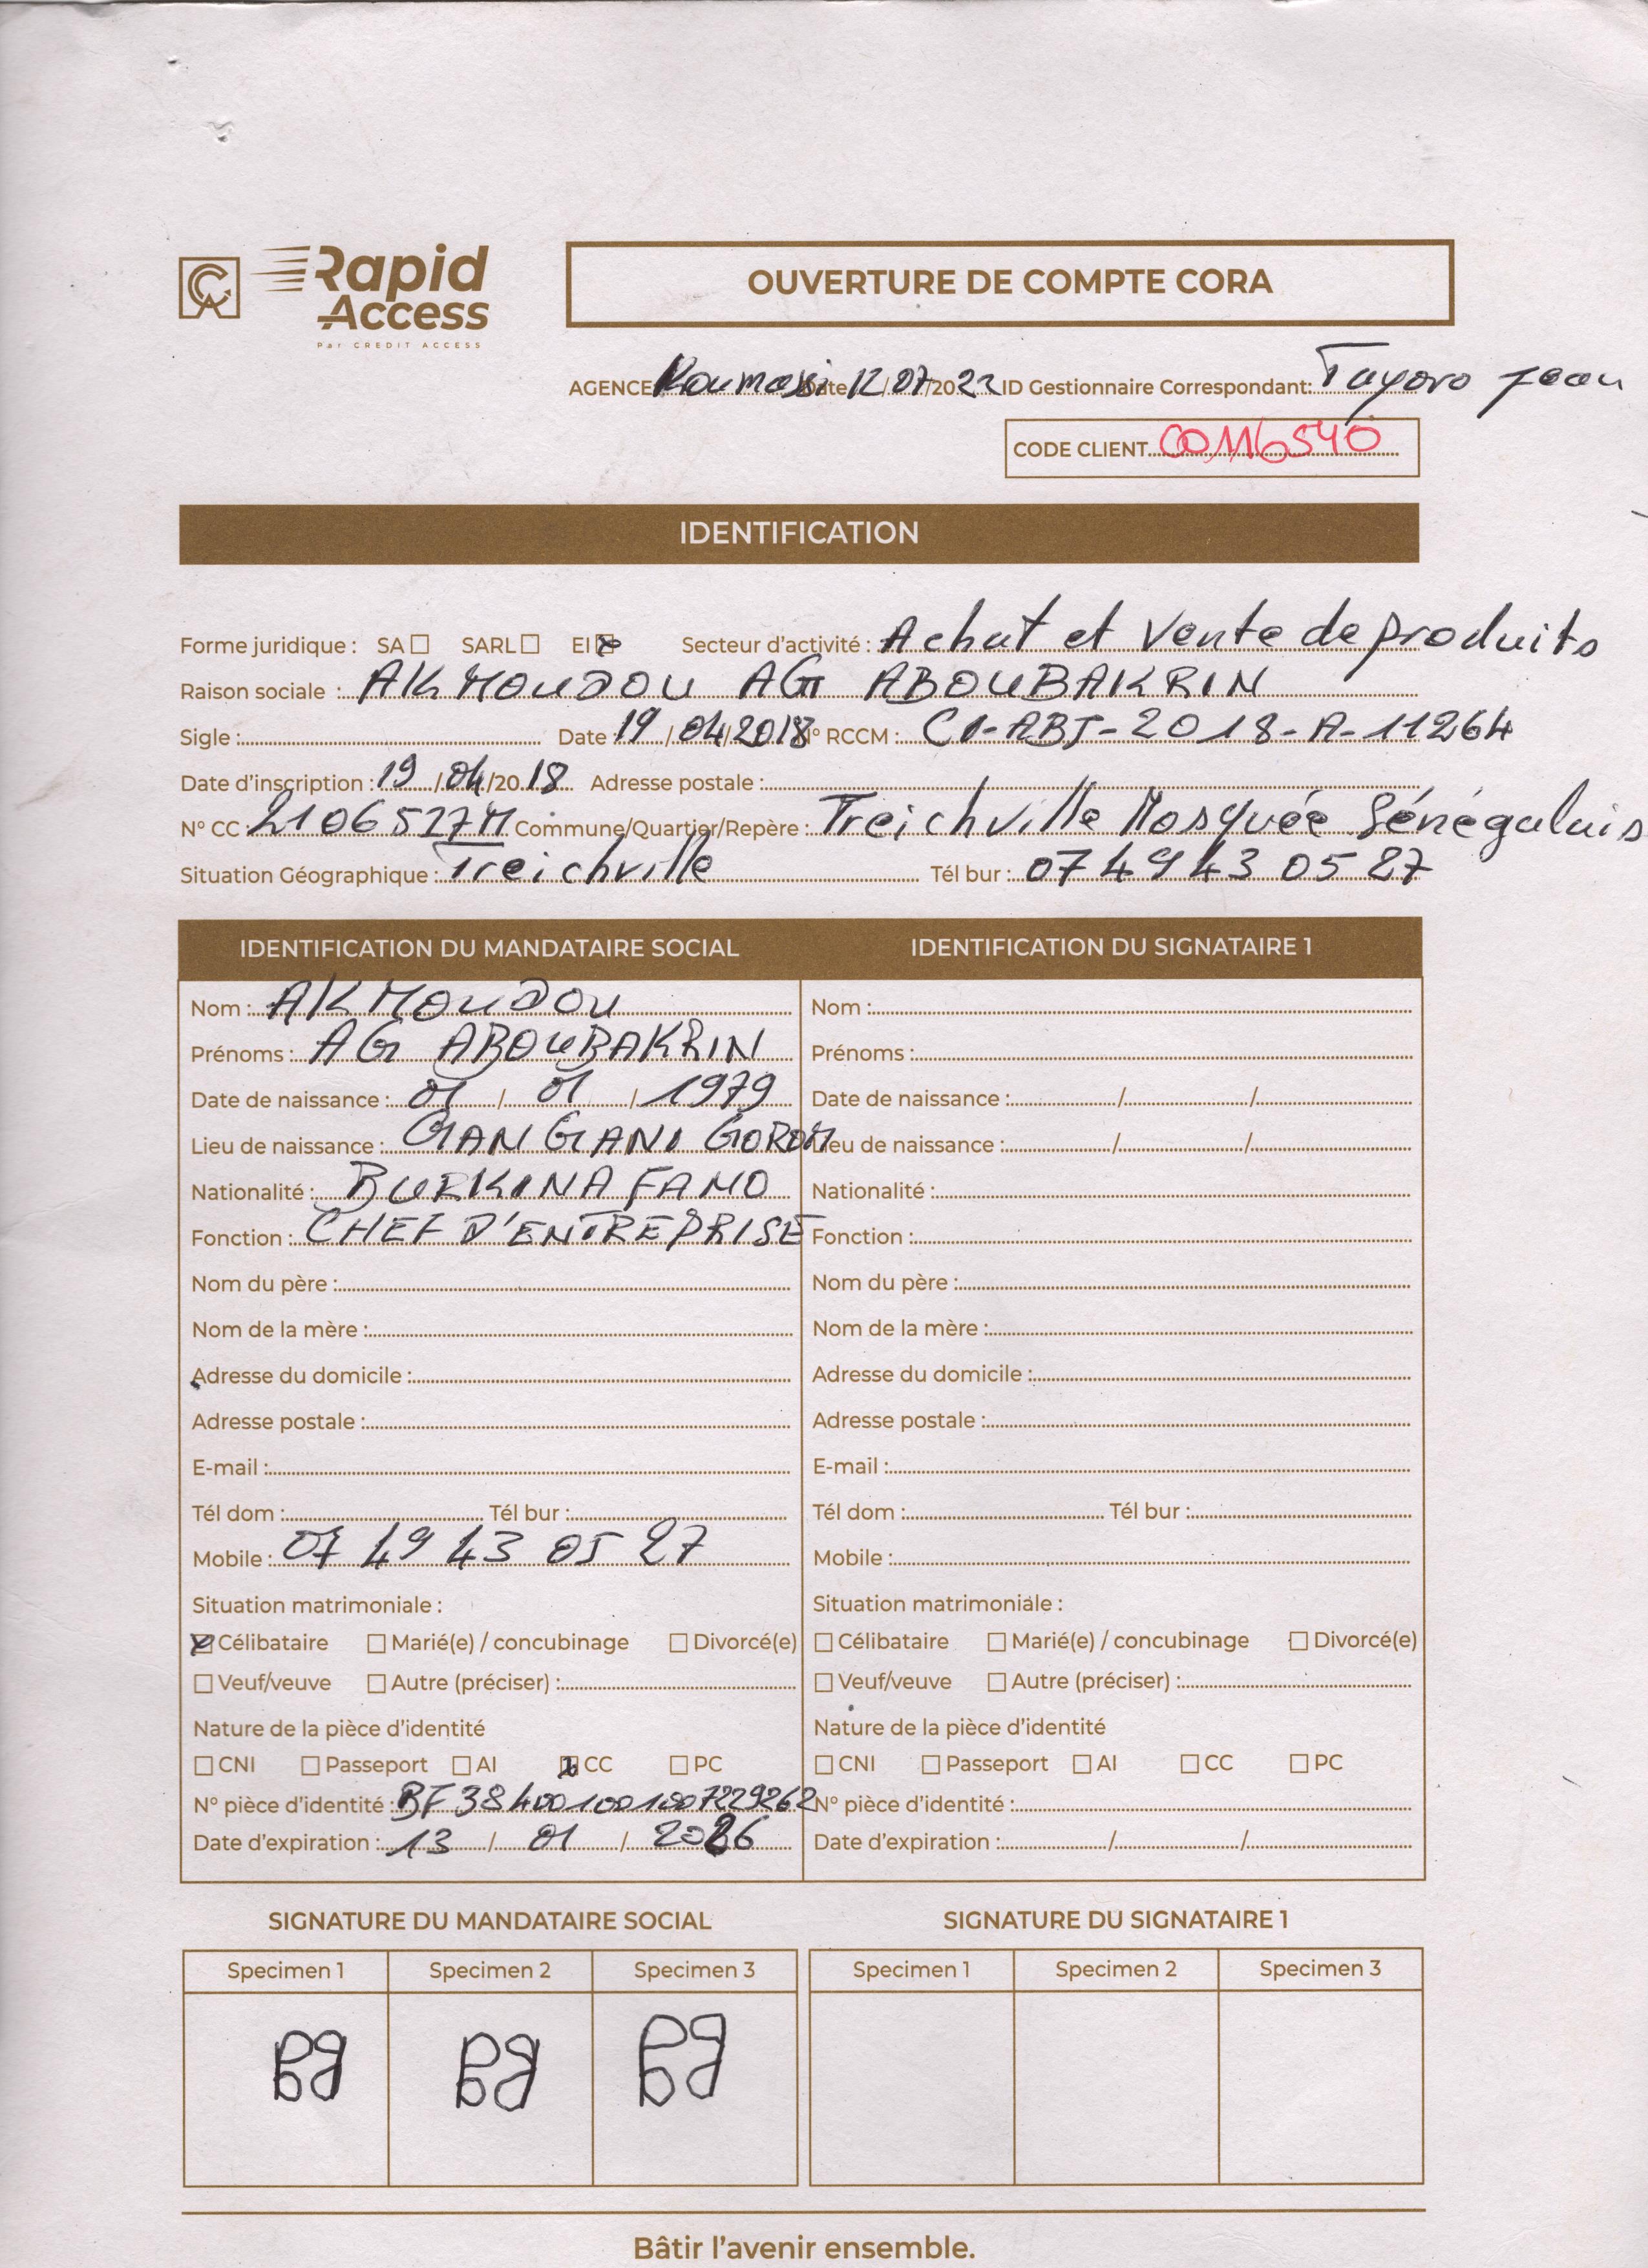 CA Rapid Access
Par CREDIT ACCESS
OUVERTURE DE COMPTE CORA
AGENCE Koumassi Date 12/07/2022 ID Gestionnaire Correspondant: Tayoro Jean
CODE CLIENT CO116540
IDENTIFICATION
Forme juridique : SA ☐ SARL ☐ EI ☒ Secteur d'activité : Achat et Vente de produits
Raison sociale : AKMOUDOU AG ABOUBAKRIN
Sigle : Date 19/04/2018 N° RCCM : CI-ABJ-2018-A-11264
Date d'inscription : 19/04/2018 Adresse postale :
N° CC : 2106527M Commune/Quartier/Repère : Treichville Mosquée Sénégalais
Situation Géographique : Treichville Tél bur : 07 49 43 05 27
IDENTIFICATION DU MANDATAIRE SOCIAL IDENTIFICATION DU SIGNATAIRE 1
Nom : AKMOUDOU Nom :
Prénoms : AG ABOUBAKRIN Prénoms :
Date de naissance : 01 / 01 / 1979 Date de naissance : / /
Lieu de naissance : GANGANI GOROM Lieu de naissance : / /
Nationalité : BURKINA FAMO Nationalité :
Fonction : CHEF D'ENTREPRISE Fonction :
Nom du père : Nom du père :
Nom de la mère : Nom de la mère :
Adresse du domicile : Adresse du domicile :
Adresse postale : Adresse postale :
E-mail : E-mail :
Tél dom : Tél bur : Tél dom : Tél bur :
Mobile : 07 49 43 05 27 Mobile :
Situation matrimoniale : Situation matrimoniale :
☒ Célibataire ☐ Marié(e) / concubinage ☐ Divorcé(e) ☐ Célibataire ☐ Marié(e) / concubinage ☐ Divorcé(e)
☐ Veuf/veuve ☐ Autre (préciser) : ☐ Veuf/veuve ☐ Autre (préciser) :
Nature de la pièce d'identité Nature de la pièce d'identité
☐ CNI ☐ Passeport ☐ AI ☒ CC ☐ PC ☐ CNI ☐ Passeport ☐ AI ☐ CC ☐ PC
N° pièce d'identité : BF384001001007229262 N° pièce d'identité :
Date d'expiration : 13 / 01 / 2026 Date d'expiration : / /
SIGNATURE DU MANDATAIRE SOCIAL SIGNATURE DU SIGNATAIRE 1
Specimen 1 Specimen 2 Specimen 3 Specimen 1 Specimen 2 Specimen 3
Bâtir l'avenir ensemble.